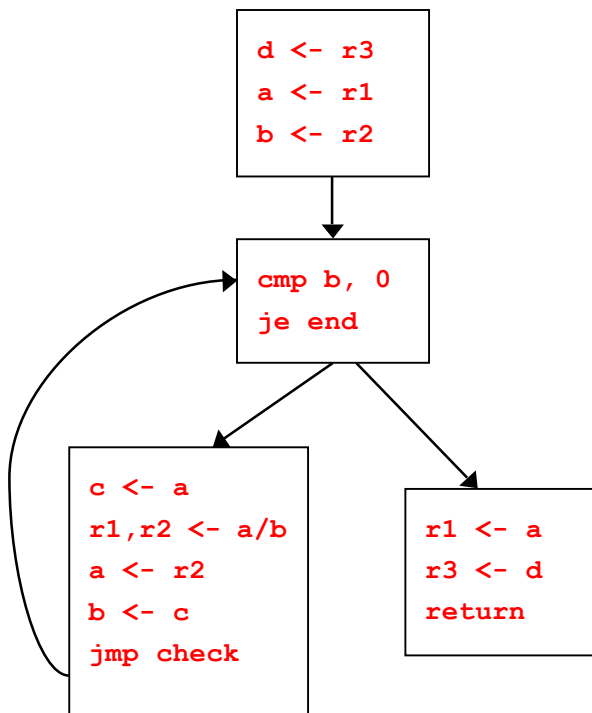 d <- r3
a <- r1
b <- r2
cmp b, 0
je end
c <- a
r1,r2 <- a/b
a <- r2
b <- c
jmp check
r1 <- a
r3 <- d
return